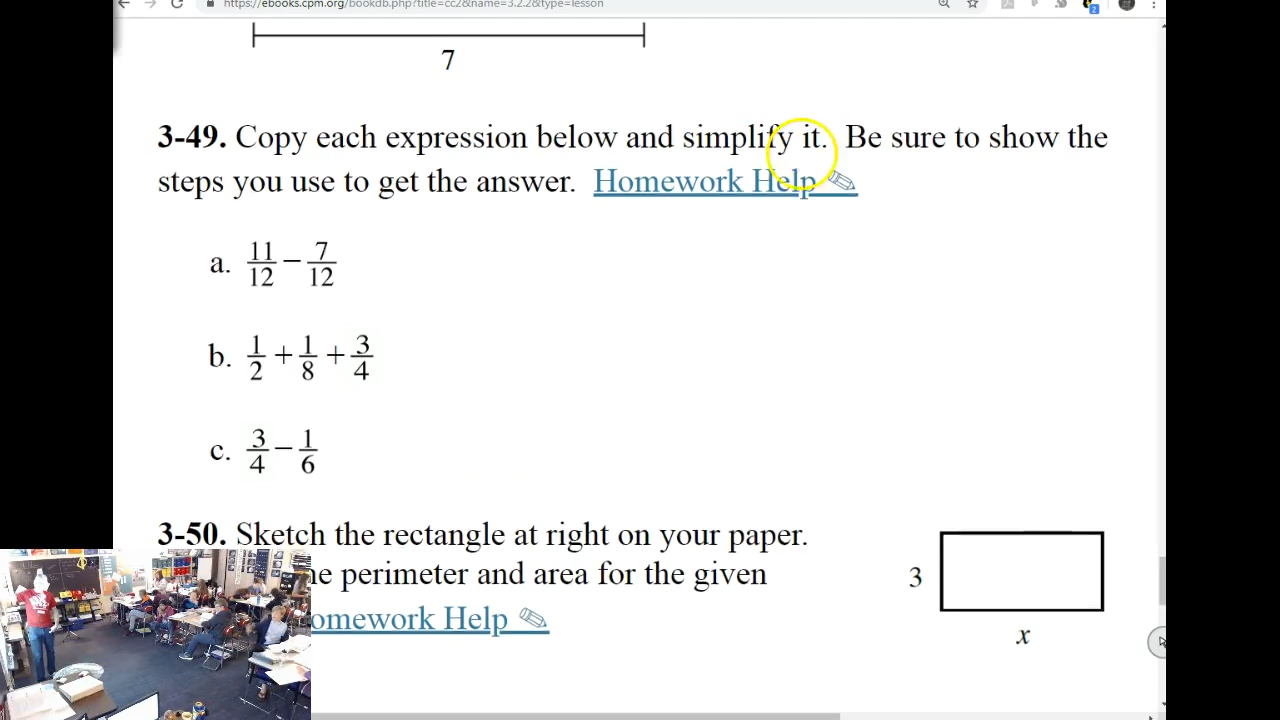 https://ebooks.cpm.org/bookdb.php?title=cc2&name=3.2.2&type=lesson
2
7
3-49. Copy each expression below and simplify it. Be sure to show the
steps you use to get the answer. Homework Help
a. 11/12 − 7/12
b. 1/2 + 1/8 + 3/4
c. 3/4 − 1/6
3-50. Sketch the rectangle at right on your paper.
perimeter and area for the given
Help
3
x